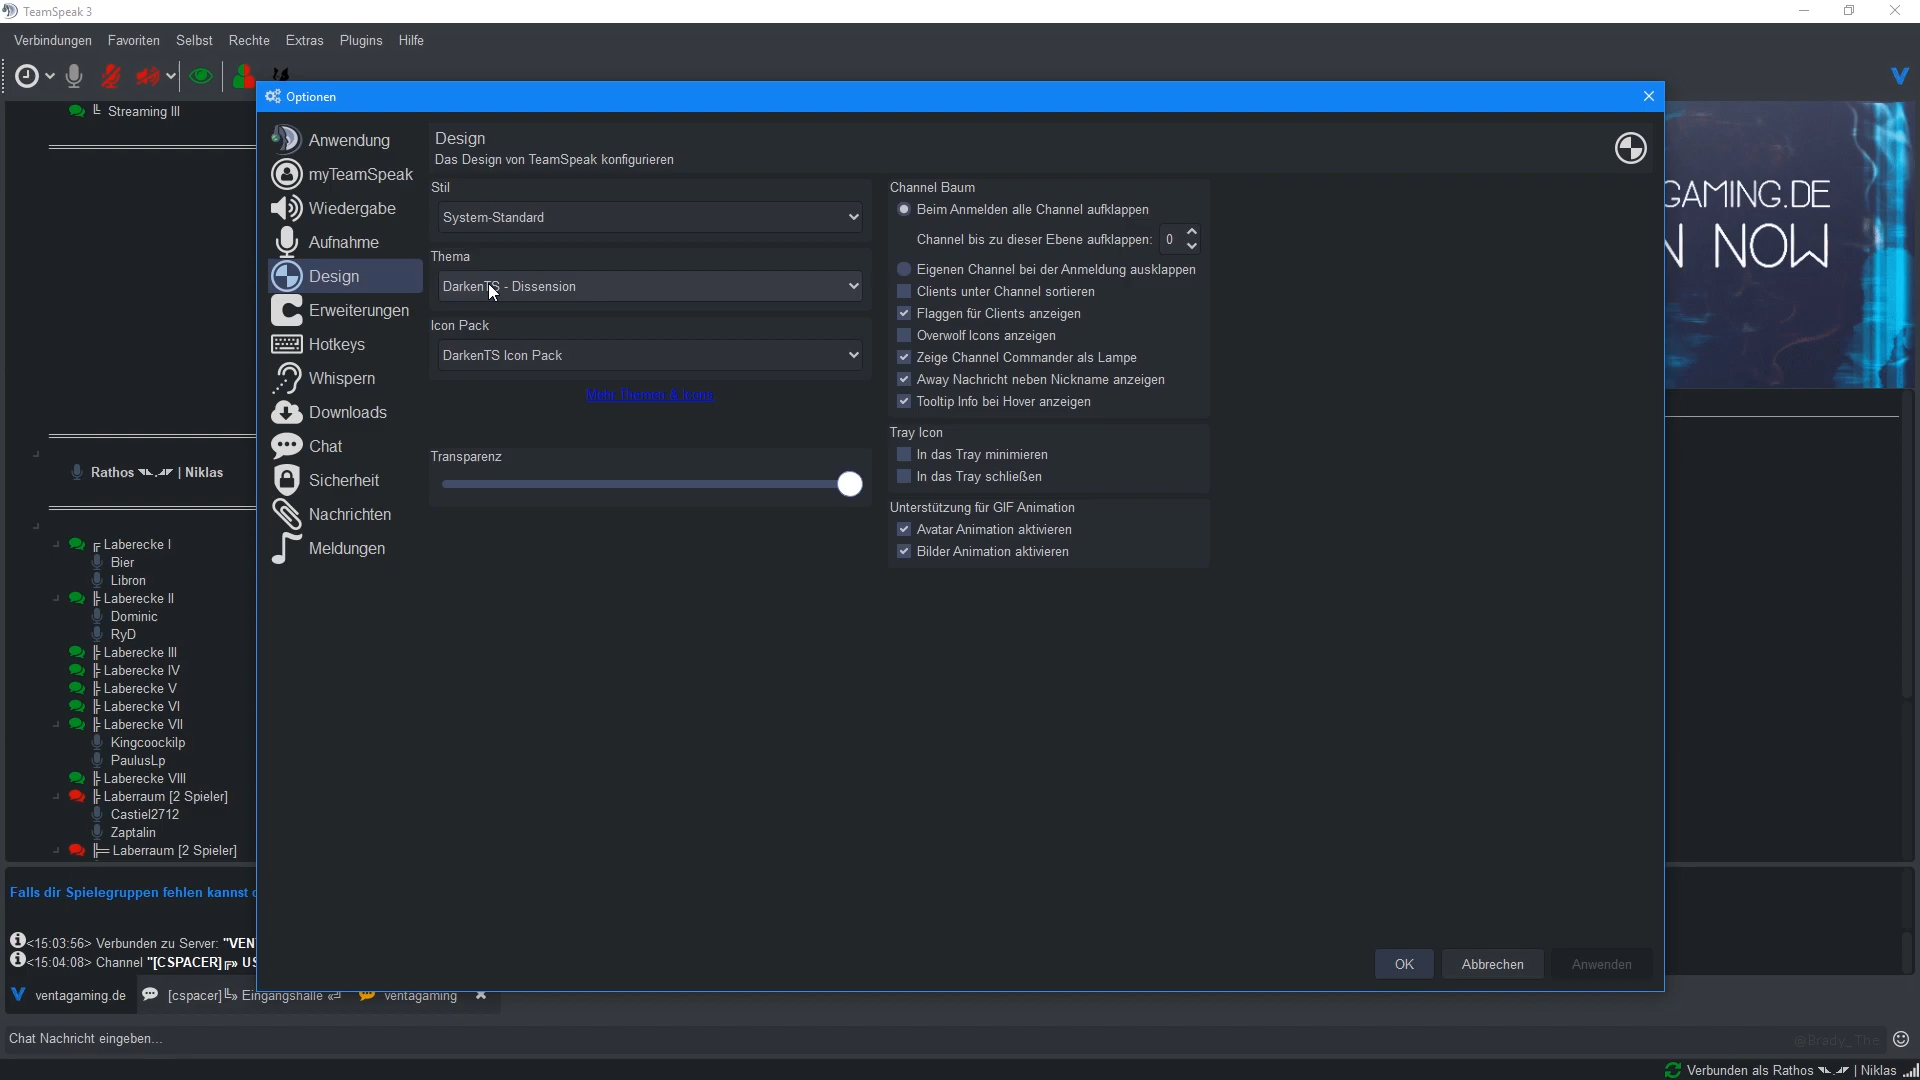 TeamSpeak 3
Verbindungen Favoriten Selbst Rechte Extras Plugins Hilfe
╚ Streaming III
Rathos | Niklas
╔ Laberecke I
Bier
Libron
╠ Laberecke II
Dominic
RyD
╠ Laberecke III
╠ Laberecke IV
╠ Laberecke V
╠ Laberecke VI
╠ Laberecke VII
Kingcoockilp
PaulusLp
╠ Laberecke VIII
╠ Laberraum [2 Spieler]
Castiel2712
Zaptalin
╠═ Laberraum [2 Spieler]
Optionen
Anwendung
myTeamSpeak
Wiedergabe
Aufnahme
Design
Erweiterungen
Hotkeys
Whispern
Downloads
Chat
Sicherheit
Nachrichten
Meldungen
Design
Das Design von TeamSpeak konfigurieren
Stil
System-Standard
Thema
DarkenTS - Dissension
Icon Pack
DarkenTS Icon Pack
Mehr Themen & Icons
Transparenz
Channel Baum
Beim Anmelden alle Channel aufklappen
Channel bis zu dieser Ebene aufklappen: 0
Eigenen Channel bei der Anmeldung ausklappen
Clients unter Channel sortieren
Flaggen für Clients anzeigen
Overwolf Icons anzeigen
Zeige Channel Commander als Lampe
Away Nachricht neben Nickname anzeigen
Tooltip Info bei Hover anzeigen
Tray Icon
In das Tray minimieren
In das Tray schließen
Unterstützung für GIF Animation
Avatar Animation aktivieren
Bilder Animation aktivieren
OK Abbrechen Anwenden
GAMING.DE
N NOW
Falls dir Spielegruppen fehlen kannst
<15:03:56> Verbunden zu Server: "VEN
<15:04:08> Channel "[CSPACER]╔» US
ventagaming.de [cspacer]╚» Eingangshalle «╝ ventagaming
Chat Nachricht eingeben...
@Brady_The
Verbunden als Rathos | Niklas